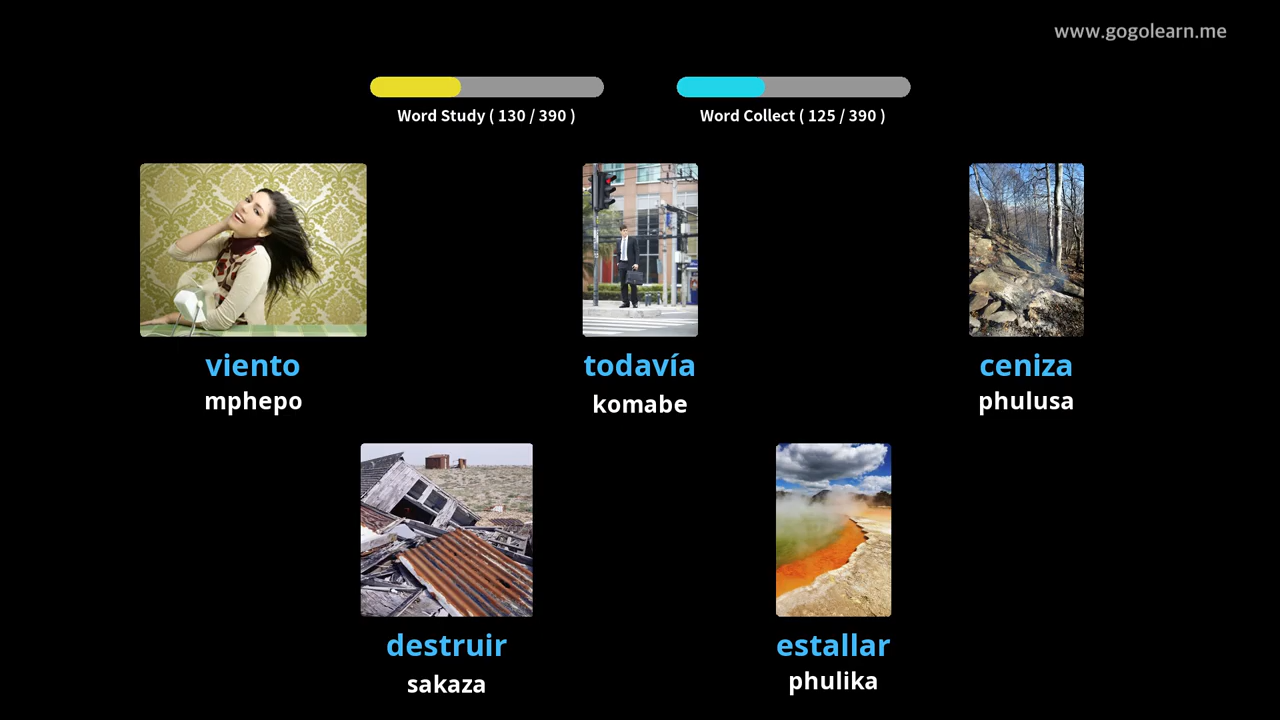 www.gogolearn.me
Word Study ( 130 / 390 )
Word Collect ( 125 / 390 )
viento
mphepo
todavía
komabe
ceniza
phulusa
destruir
sakaza
estallar
phulika